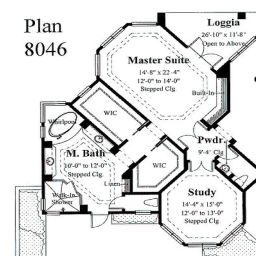 Plan
8046
Loggia
26'-10" x 11'-8"
Open to Above
Master Suite
14'-8" x 22'-4"
12'-0" to 14'-0"
Stepped Clg.
Built-In
Whirlpool
WIC
Pwdr.
9'-4" Clg.
M. Bath
10'-0" to 12'-0"
Stepped Clg.
WIC
Linen
Walk-In
Shower
Study
14'-4" x 15'-0"
12'-0" to 13'-0"
Stepped Clg.